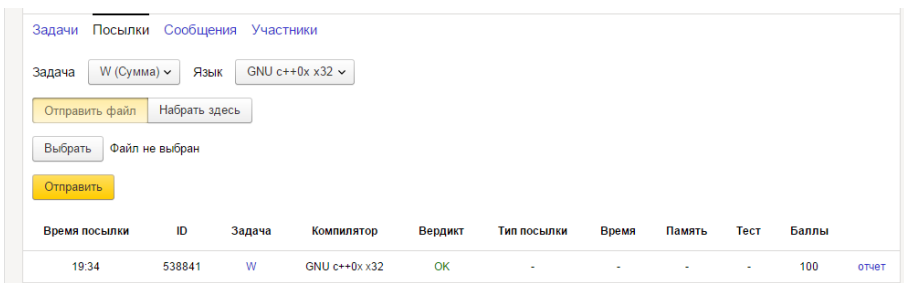 Задачи Посылки Сообщения Участники
Задача W (Сумма) Язык GNU c++0x x32
Отправить файл Набрать здесь
Выбрать Файл не выбран
Отправить
Время посылки ID Задача Компилятор Вердикт Тип посылки Время Память Тест Баллы
19:34 538841 W GNU c++0x x32 OK - - - - 100 отчет